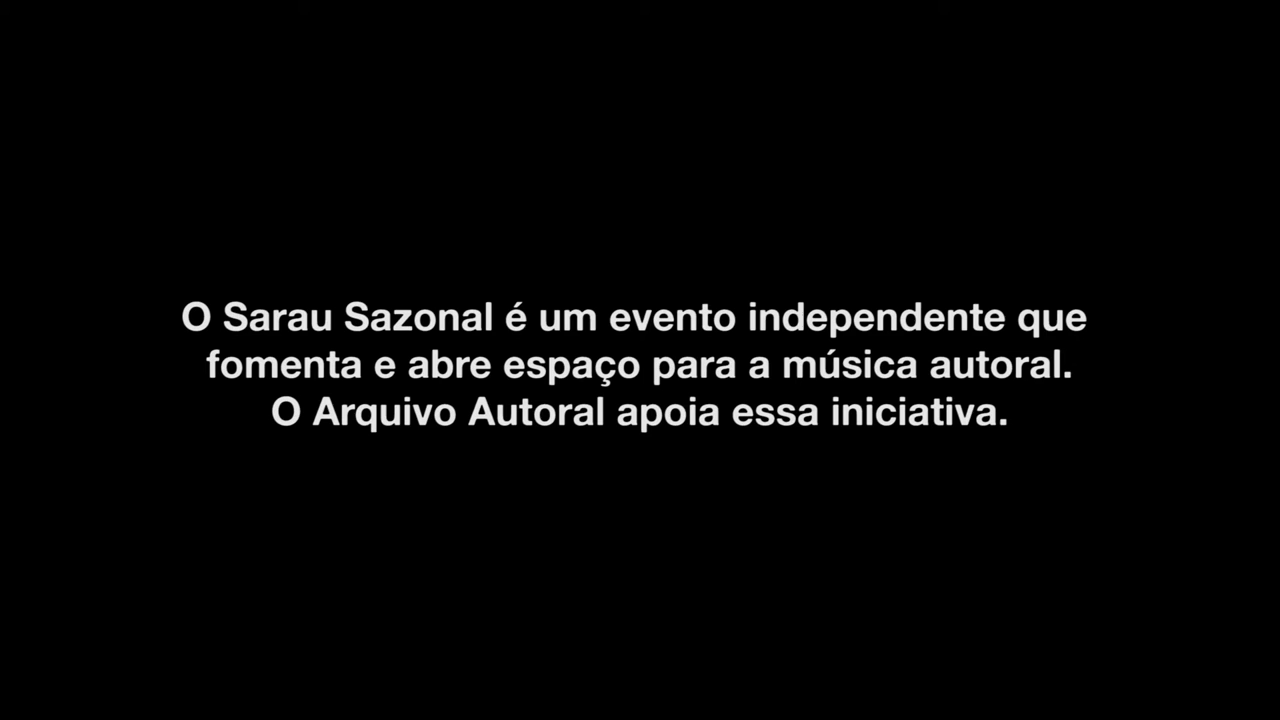 O Sarau Sazonal é um evento independente que
fomenta e abre espaço para a música autoral.
O Arquivo Autoral apoia essa iniciativa.